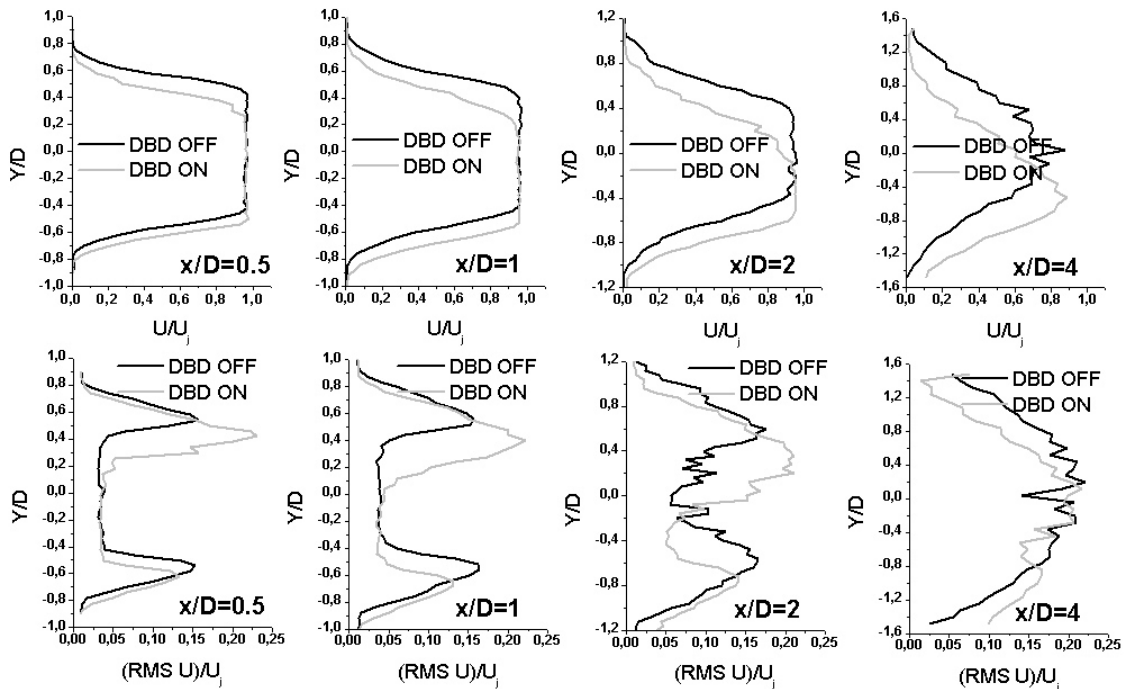 Y/D
1,0
0,8
0,6
0,4
0,2
0,0
-0,2
-0,4
-0,6
-0,8
-1,0
DBD OFF
DBD ON
x/D=0.5
0,0 0,2 0,4 0,6 0,8 1,0
U/Uj
Y/D
1,0
0,8
0,6
0,4
0,2
0,0
-0,2
-0,4
-0,6
-0,8
-1,0
DBD OFF
DBD ON
x/D=1
0,0 0,2 0,4 0,6 0,8 1,0
U/Uj
Y/D
1,2
0,8
0,4
0,0
-0,4
-0,8
-1,2
DBD OFF
DBD ON
x/D=2
0,0 0,2 0,4 0,6 0,8 1,0
U/Uj
Y/D
1,6
1,2
0,8
0,4
0,0
-0,4
-0,8
-1,2
-1,6
DBD OFF
DBD ON
x/D=4
0,0 0,2 0,4 0,6 0,8 1,0
U/Uj
Y/D
1,0
0,8
0,6
0,4
0,2
0,0
-0,2
-0,4
-0,6
-0,8
-1,0
DBD OFF
DBD ON
x/D=0.5
0,00 0,05 0,10 0,15 0,20 0,25
(RMS U)/Uj
Y/D
1,0
0,8
0,6
0,4
0,2
0,0
-0,2
-0,4
-0,6
-0,8
-1,0
DBD OFF
DBD ON
x/D=1
0,00 0,05 0,10 0,15 0,20 0,25
(RMS U)/Uj
Y/D
1,2
0,8
0,4
0,0
-0,4
-0,8
-1,2
DBD OFF
DBD ON
x/D=2
0,00 0,05 0,10 0,15 0,20 0,25
(RMS U)/Uj
Y/D
1,6
1,2
0,8
0,4
0,0
-0,4
-0,8
-1,2
-1,6
DBD OFF
DBD ON
x/D=4
0,00 0,05 0,10 0,15 0,20 0,25
(RMS U)/Uj